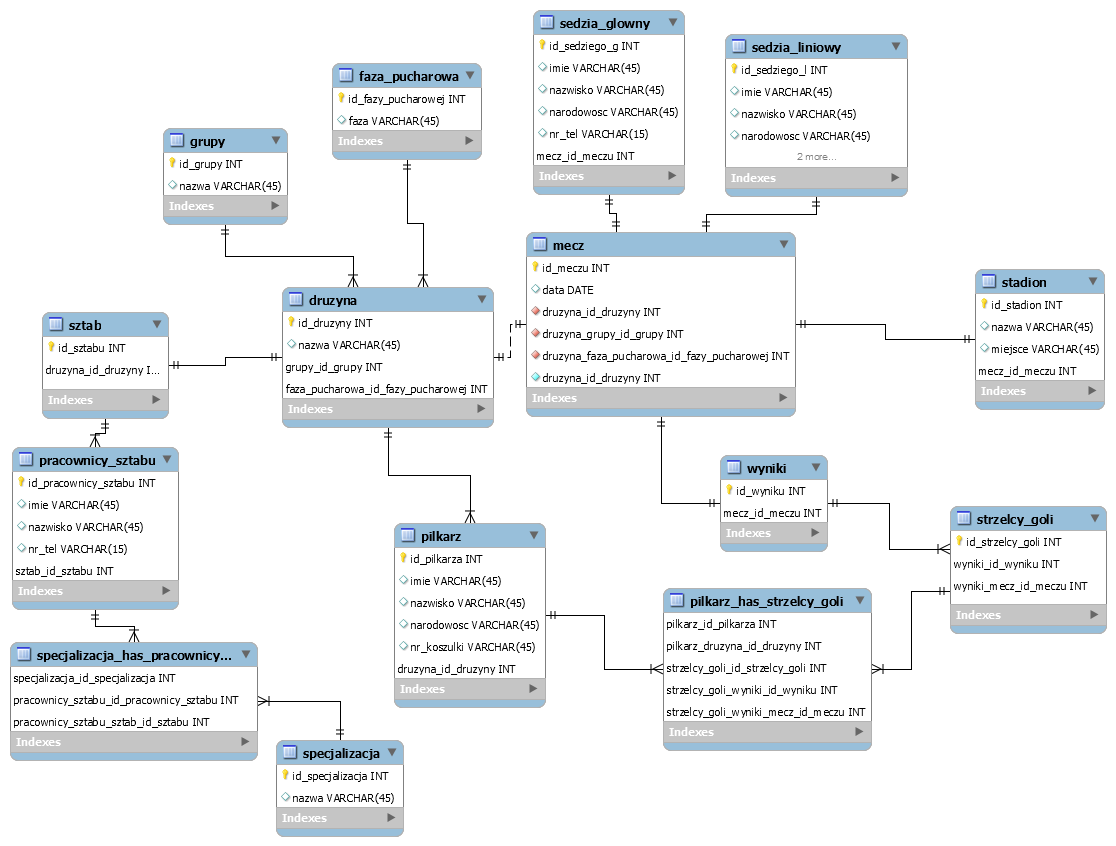 sedzia_glowny
id_sedziego_g INT
imie VARCHAR(45)
nazwisko VARCHAR(45)
narodowosc VARCHAR(45)
nr_tel VARCHAR(15)
mecz_id_meczu INT
Indexes
sedzia_liniowy
id_sedziego_l INT
imie VARCHAR(45)
nazwisko VARCHAR(45)
narodowosc VARCHAR(45)
2 more...
Indexes
faza_pucharowa
id_fazy_pucharowej INT
faza VARCHAR(45)
Indexes
grupy
id_grupy INT
nazwa VARCHAR(45)
Indexes
mecz
id_meczu INT
data DATE
druzyna_id_druzyny INT
druzyna_grupy_id_grupy INT
druzyna_faza_pucharowa_id_fazy_pucharowej INT
druzyna_id_druzyny INT
Indexes
stadion
id_stadion INT
nazwa VARCHAR(45)
miejsce VARCHAR(45)
mecz_id_meczu INT
Indexes
druzyna
id_druzyny INT
nazwa VARCHAR(45)
grupy_id_grupy INT
faza_pucharowa_id_fazy_pucharowej INT
Indexes
sztab
id_sztabu INT
druzyna_id_druzyny I...
Indexes
pracownicy_sztabu
id_pracownicy_sztabu INT
imie VARCHAR(45)
nazwisko VARCHAR(45)
nr_tel VARCHAR(15)
sztab_id_sztabu INT
Indexes
wyniki
id_wyniku INT
mecz_id_meczu INT
Indexes
strzelcy_goli
id_strzelcy_goli INT
wyniki_id_wyniku INT
wyniki_mecz_id_meczu INT
Indexes
pilkarz
id_pilkarza INT
imie VARCHAR(45)
nazwisko VARCHAR(45)
narodowosc VARCHAR(45)
nr_koszulki VARCHAR(45)
druzyna_id_druzyny INT
Indexes
pilkarz_has_strzelcy_goli
pilkarz_id_pilkarza INT
pilkarz_druzyna_id_druzyny INT
strzelcy_goli_id_strzelcy_goli INT
strzelcy_goli_wyniki_id_wyniku INT
strzelcy_goli_wyniki_mecz_id_meczu INT
Indexes
specjalizacja_has_pracownicy...
specjalizacja_id_specjalizacja INT
pracownicy_sztabu_id_pracownicy_sztabu INT
pracownicy_sztabu_sztab_id_sztabu INT
Indexes
specjalizacja
id_specjalizacja INT
nazwa VARCHAR(45)
Indexes